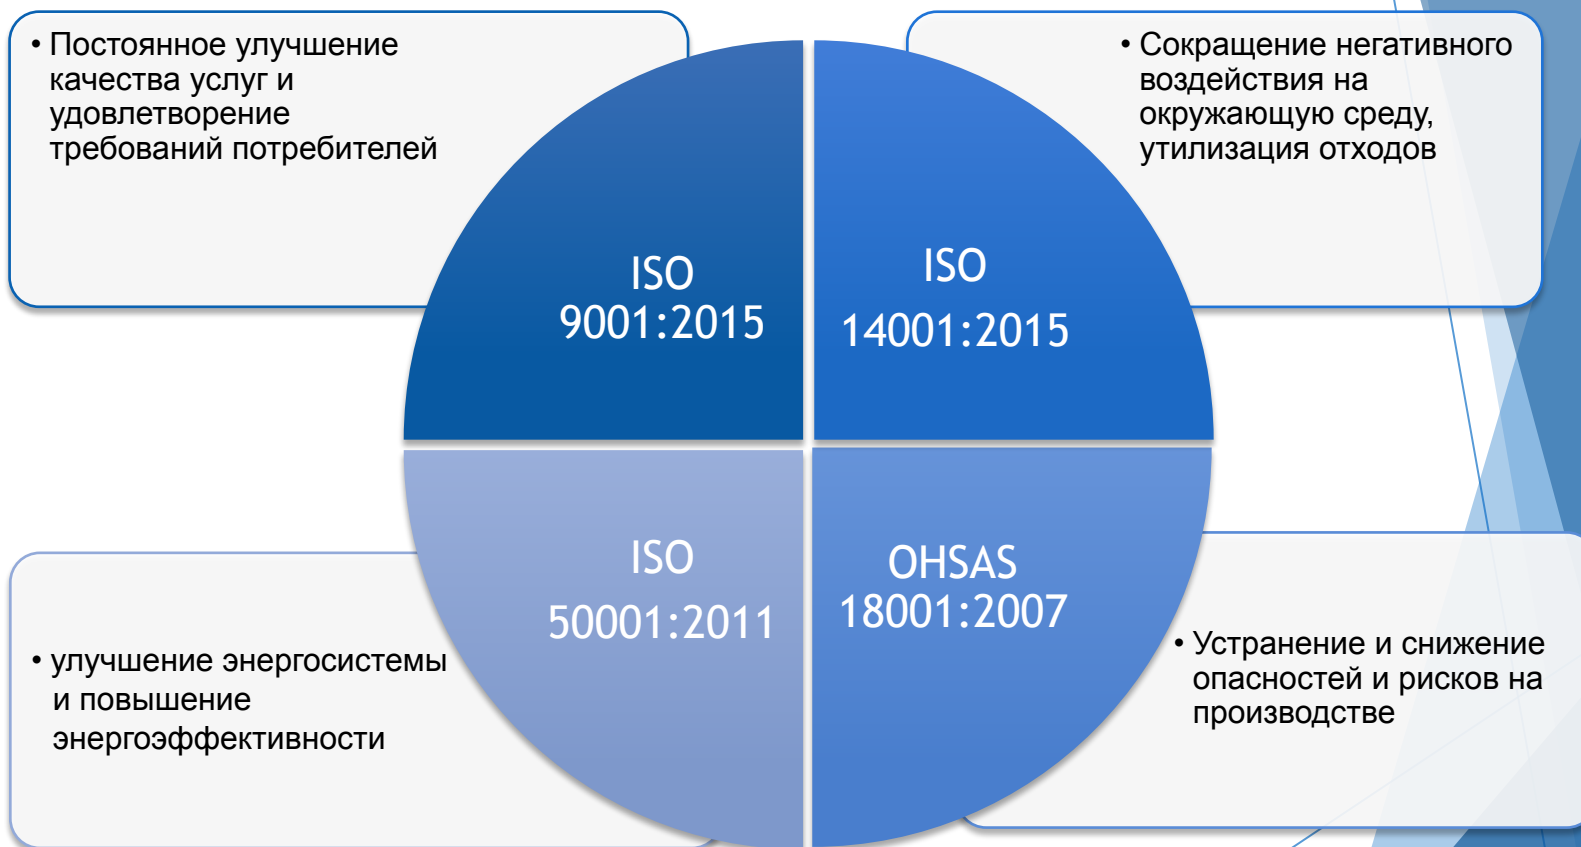 • Постоянное улучшение
качества услуг и
удовлетворение
требований потребителей
• Сокращение негативного
воздействия на
окружающую среду,
утилизация отходов
ISO
9001:2015
ISO
14001:2015
ISO
50001:2011
OHSAS
18001:2007
• улучшение энергосистемы
и повышение
энергоэффективности
• Устранение и снижение
опасностей и рисков на
производстве